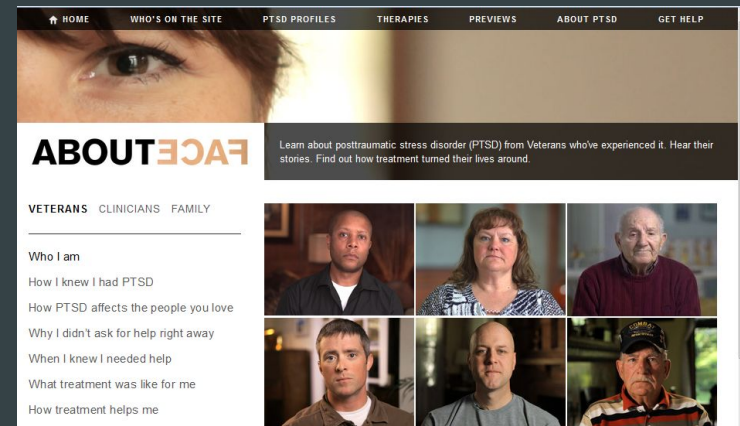 HOME WHO'S ON THE SITE PTSD PROFILES THERAPIES PREVIEWS ABOUT PTSD GET HELP
ABOUTFACE
Learn about posttraumatic stress disorder (PTSD) from Veterans who've experienced it. Hear their
stories. Find out how treatment turned their lives around.
VETERANS CLINICIANS FAMILY
Who I am
How I knew I had PTSD
How PTSD affects the people you love
Why I didn't ask for help right away
When I knew I needed help
What treatment was like for me
How treatment helps me
COMBAT